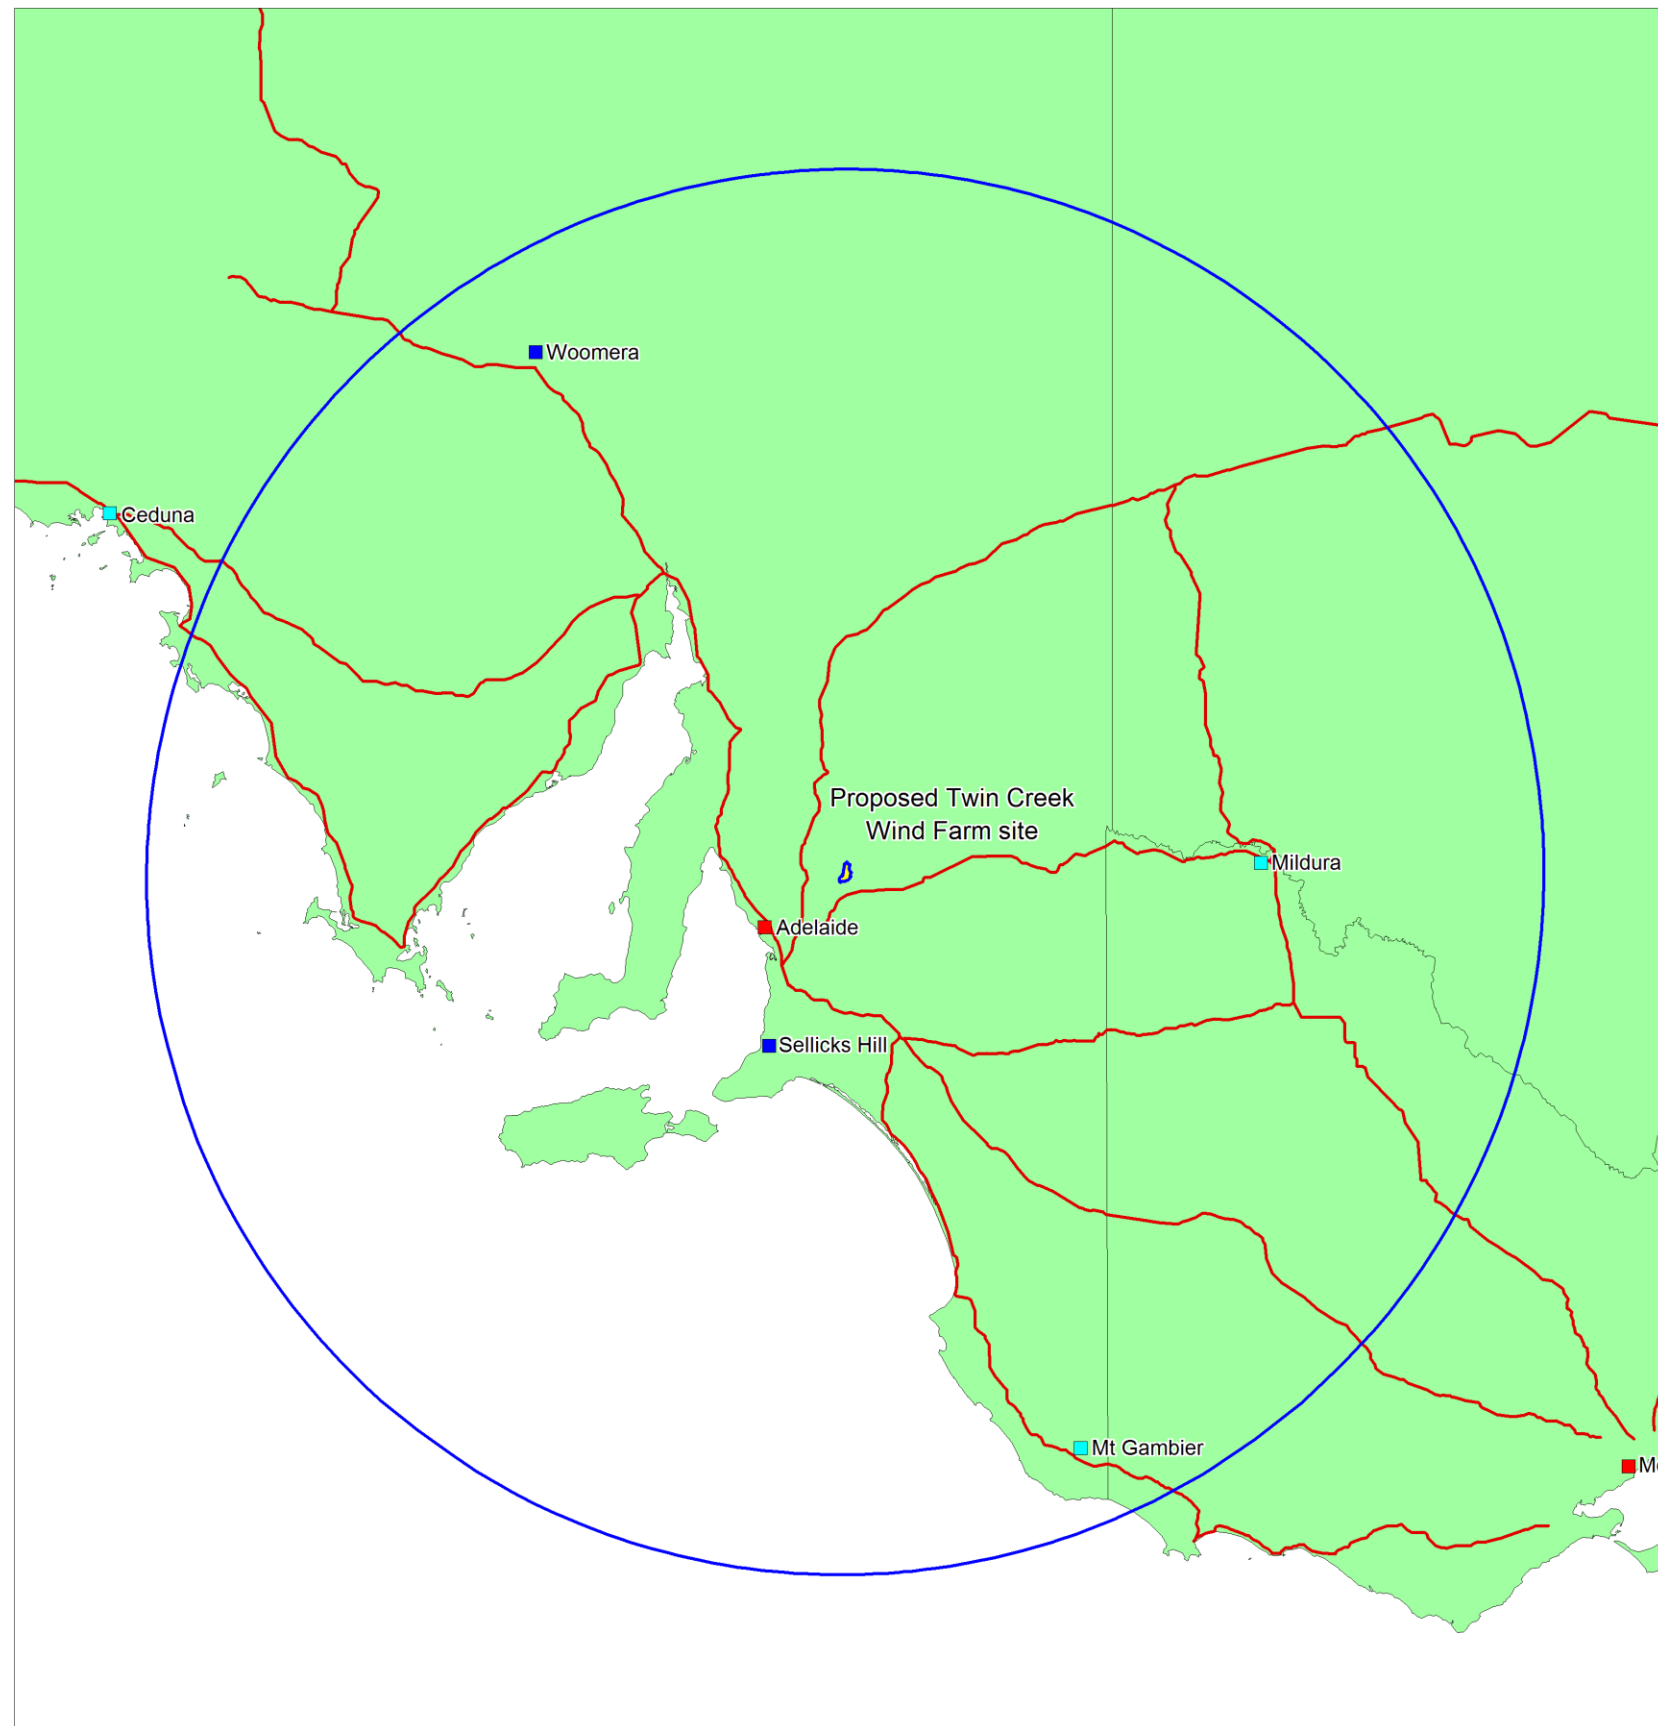 Woomera
Ceduna
Proposed Twin Creek
Wind Farm site
Mildura
Adelaide
Sellicks Hill
Mt Gambier